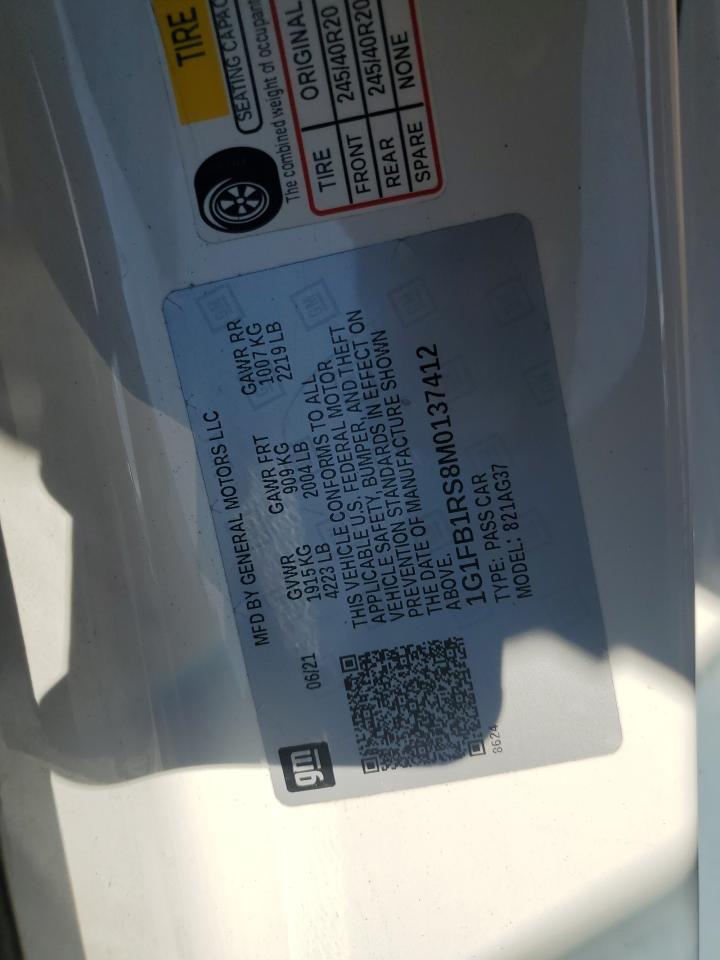 TIRE
SEATING CAPAC
The combined weight of occupant
TIRE ORIGINAL
FRONT 245/40R20
REAR 245/40R20
SPARE NONE
MFD BY GENERAL MOTORS LLC
06/21
GVWR GAWR FRT GAWR RR
1915 KG 909 KG 1007 KG
4223 LB 2004 LB 2219 LB
THIS VEHICLE CONFORMS TO ALL
APPLICABLE U.S. FEDERAL MOTOR
VEHICLE SAFETY, BUMPER, AND THEFT
PREVENTION STANDARDS IN EFFECT ON
THE DATE OF MANUFACTURE SHOWN
ABOVE.
1G1FB1RS8M0137412
TYPE: PASS CAR
MODEL: 821AG37
gm
8624